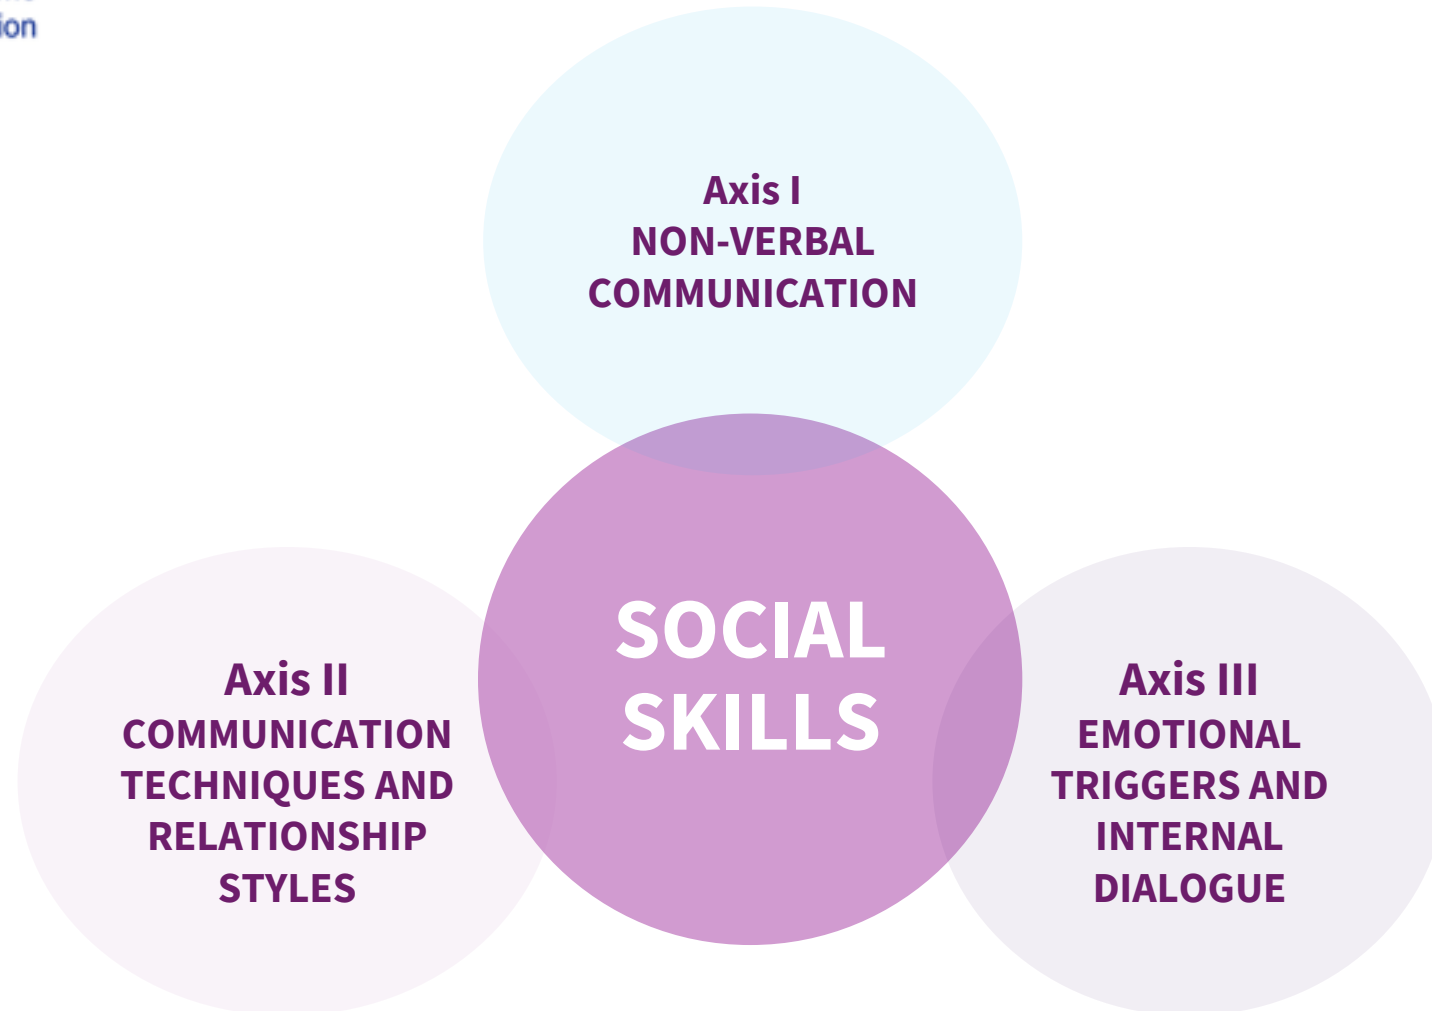 Axis I
NON-VERBAL
COMMUNICATION
SOCIAL
SKILLS
Axis II
COMMUNICATION
TECHNIQUES AND
RELATIONSHIP
STYLES
Axis III
EMOTIONAL
TRIGGERS AND
INTERNAL
DIALOGUE